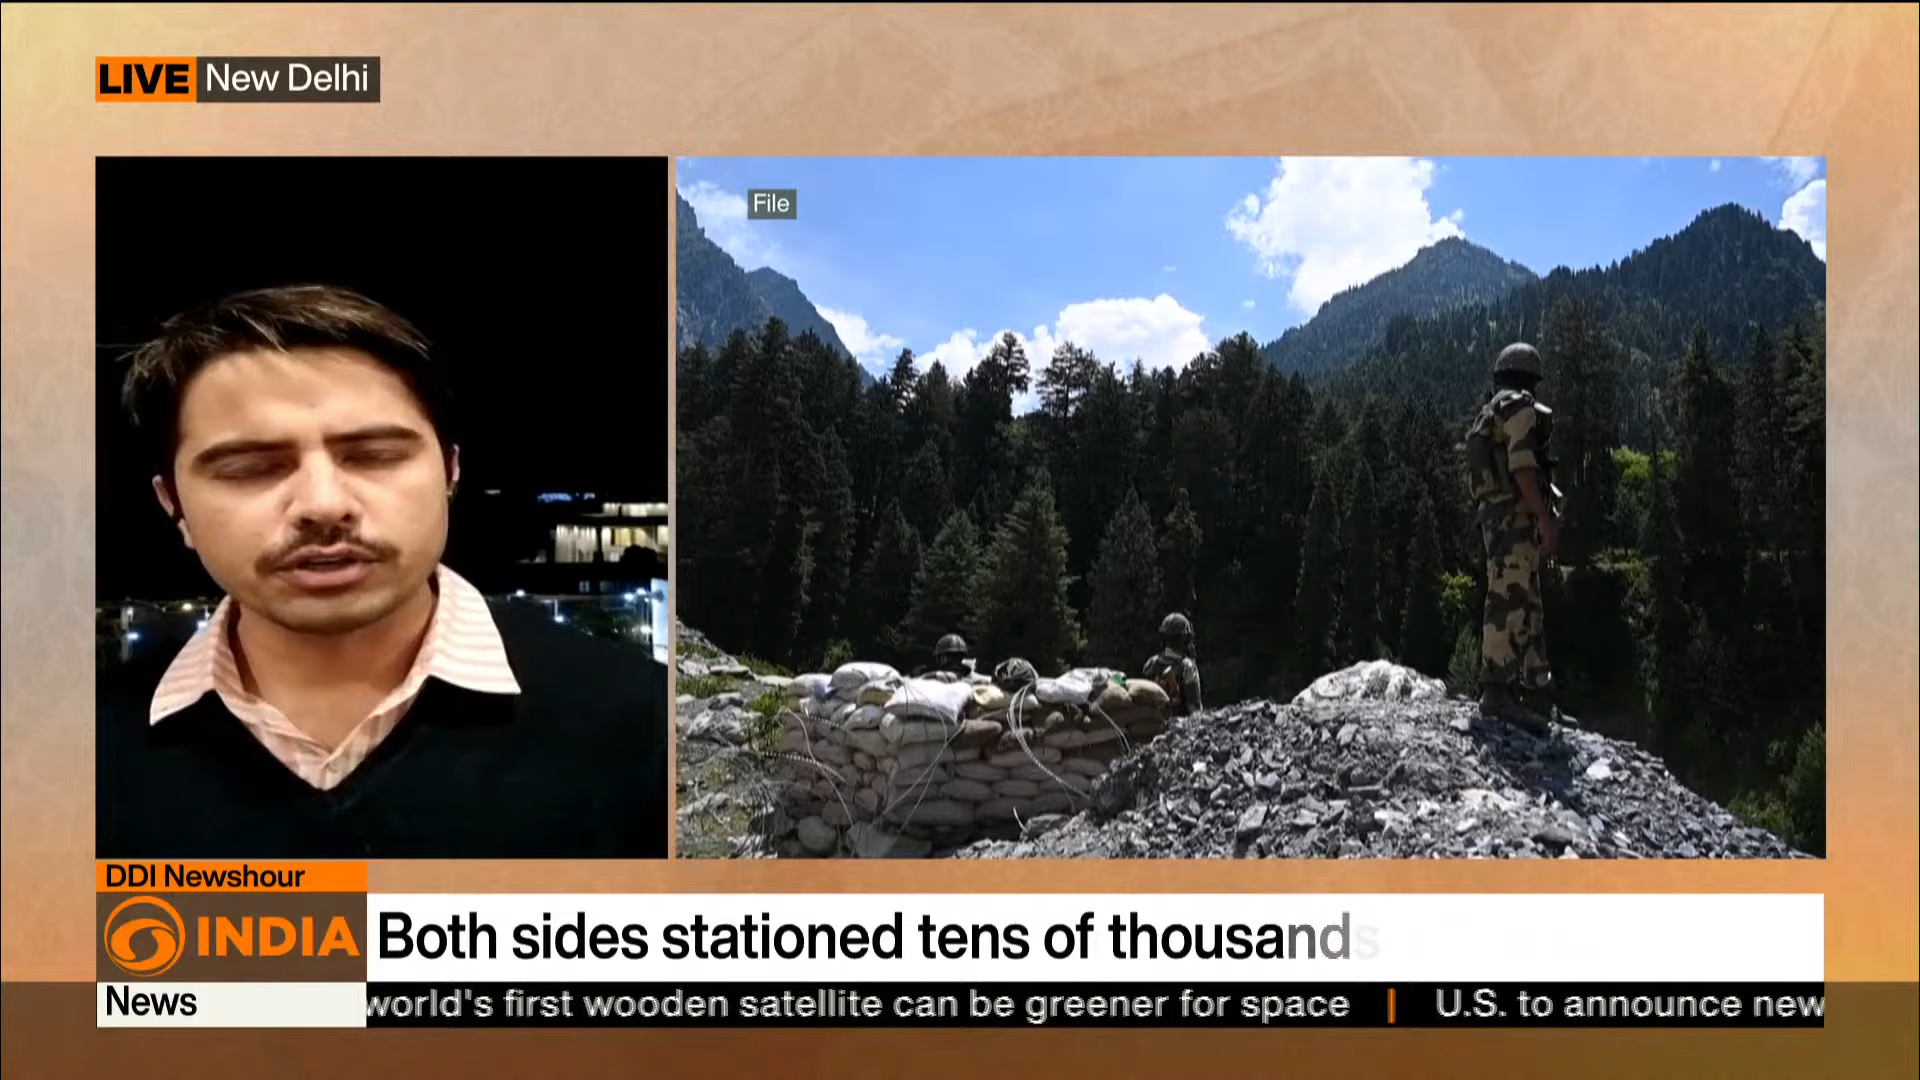 LIVE New Delhi
File
DDI Newshour
INDIA
Both sides stationed tens of thousands
News
world's first wooden satellite can be greener for space | U.S. to announce new